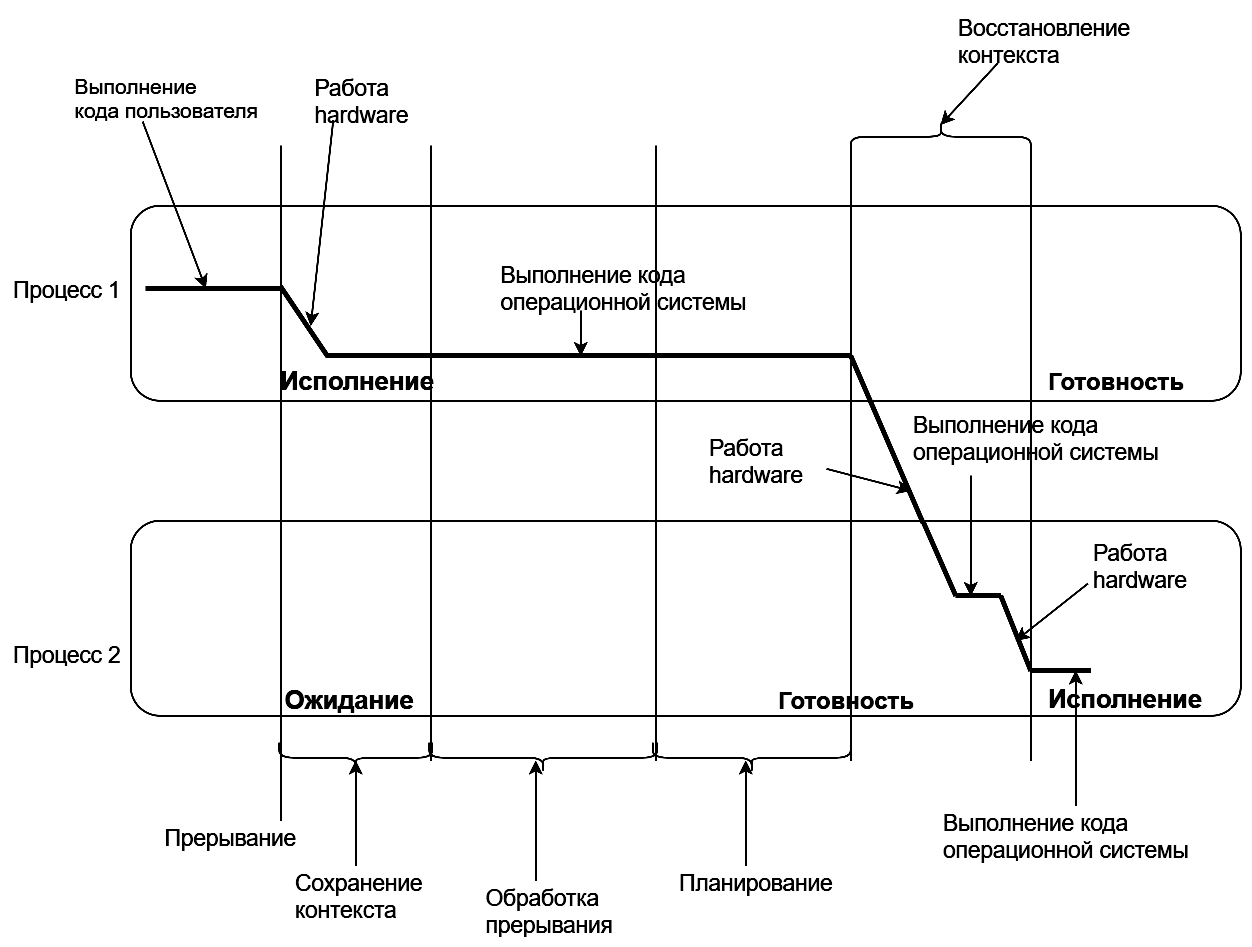 Восстановление
контекста
Выполнение
кода пользователя
Работа
hardware
Процесс 1
Выполнение кода
операционной системы
Исполнение
Готовность
Выполнение кода
операционной системы
Работа
hardware
Работа
hardware
Процесс 2
Ожидание
Готовность
Исполнение
Прерывание
Сохранение
контекста
Обработка
прерывания
Планирование
Выполнение кода
операционной системы